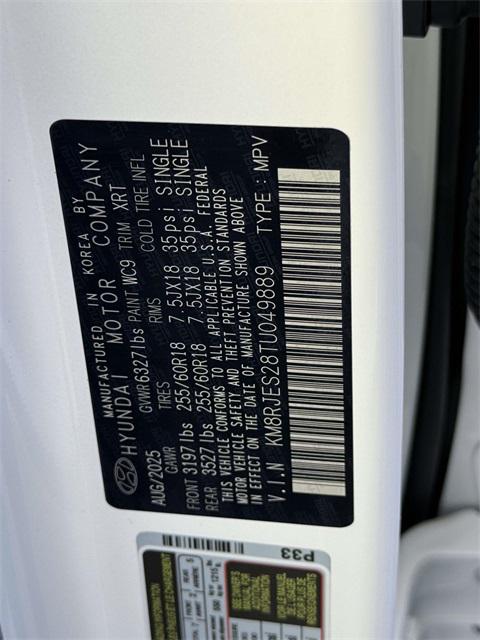 MANUFACTURED IN KOREA BY
HYUNDAI MOTOR COMPANY
AUG/2025 GVWR6327lbs PAINT WC9 TRIM XRT
GAWR TIRES RIMS COLD TIRE INFL
FRONT 3197lbs 255/60R18 7.5JX18 35psi SINGLE
REAR 3527lbs 255/60R18 7.5JX18 35psi SINGLE
THIS VEHICLE CONFORMS TO ALL APPLICABLE U.S.A. FEDERAL
MOTOR VEHICLE SAFETY AND THEFT PREVENTION STANDARDS
IN EFFECT ON THE DATE OF MANUFACTURE SHOWN ABOVE
V.I.N KM8RJES28TU049889 TYPE : MPV
P33